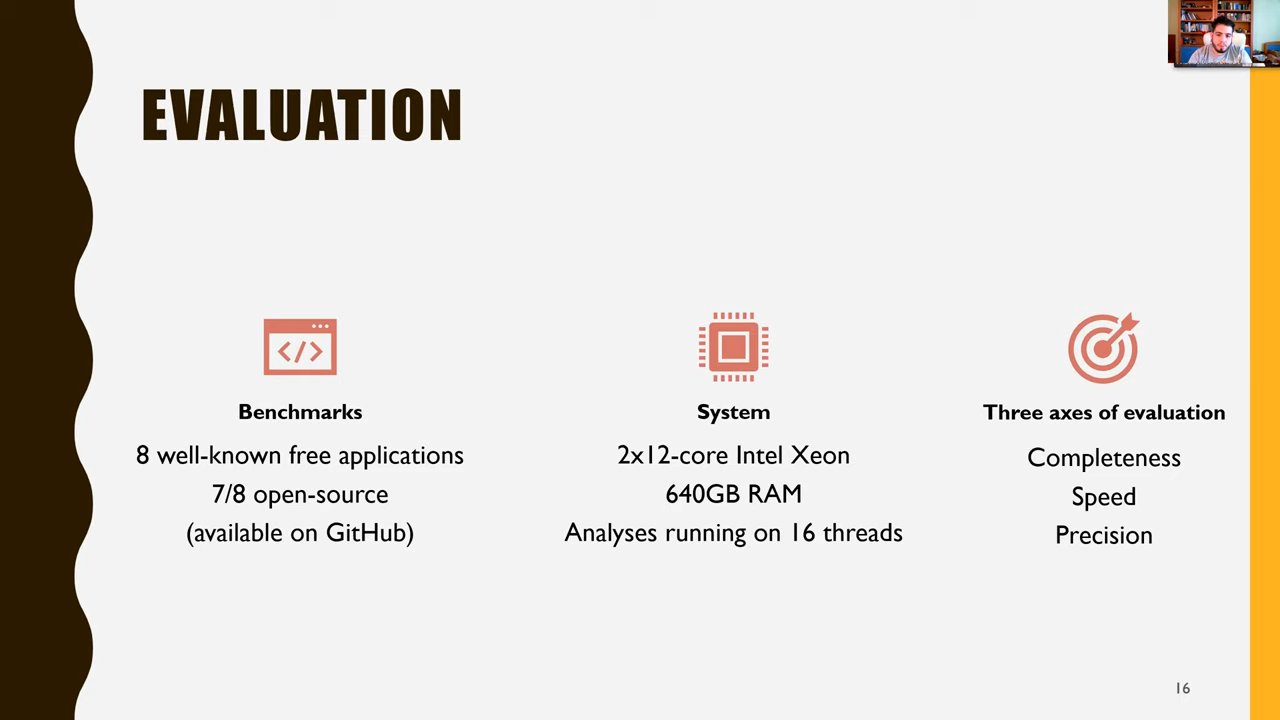 EVALUATION
Benchmarks
8 well-known free applications
7/8 open-source
(available on GitHub)
System
2x12-core Intel Xeon
640GB RAM
Analyses running on 16 threads
Three axes of evaluation
Completeness
Speed
Precision
16